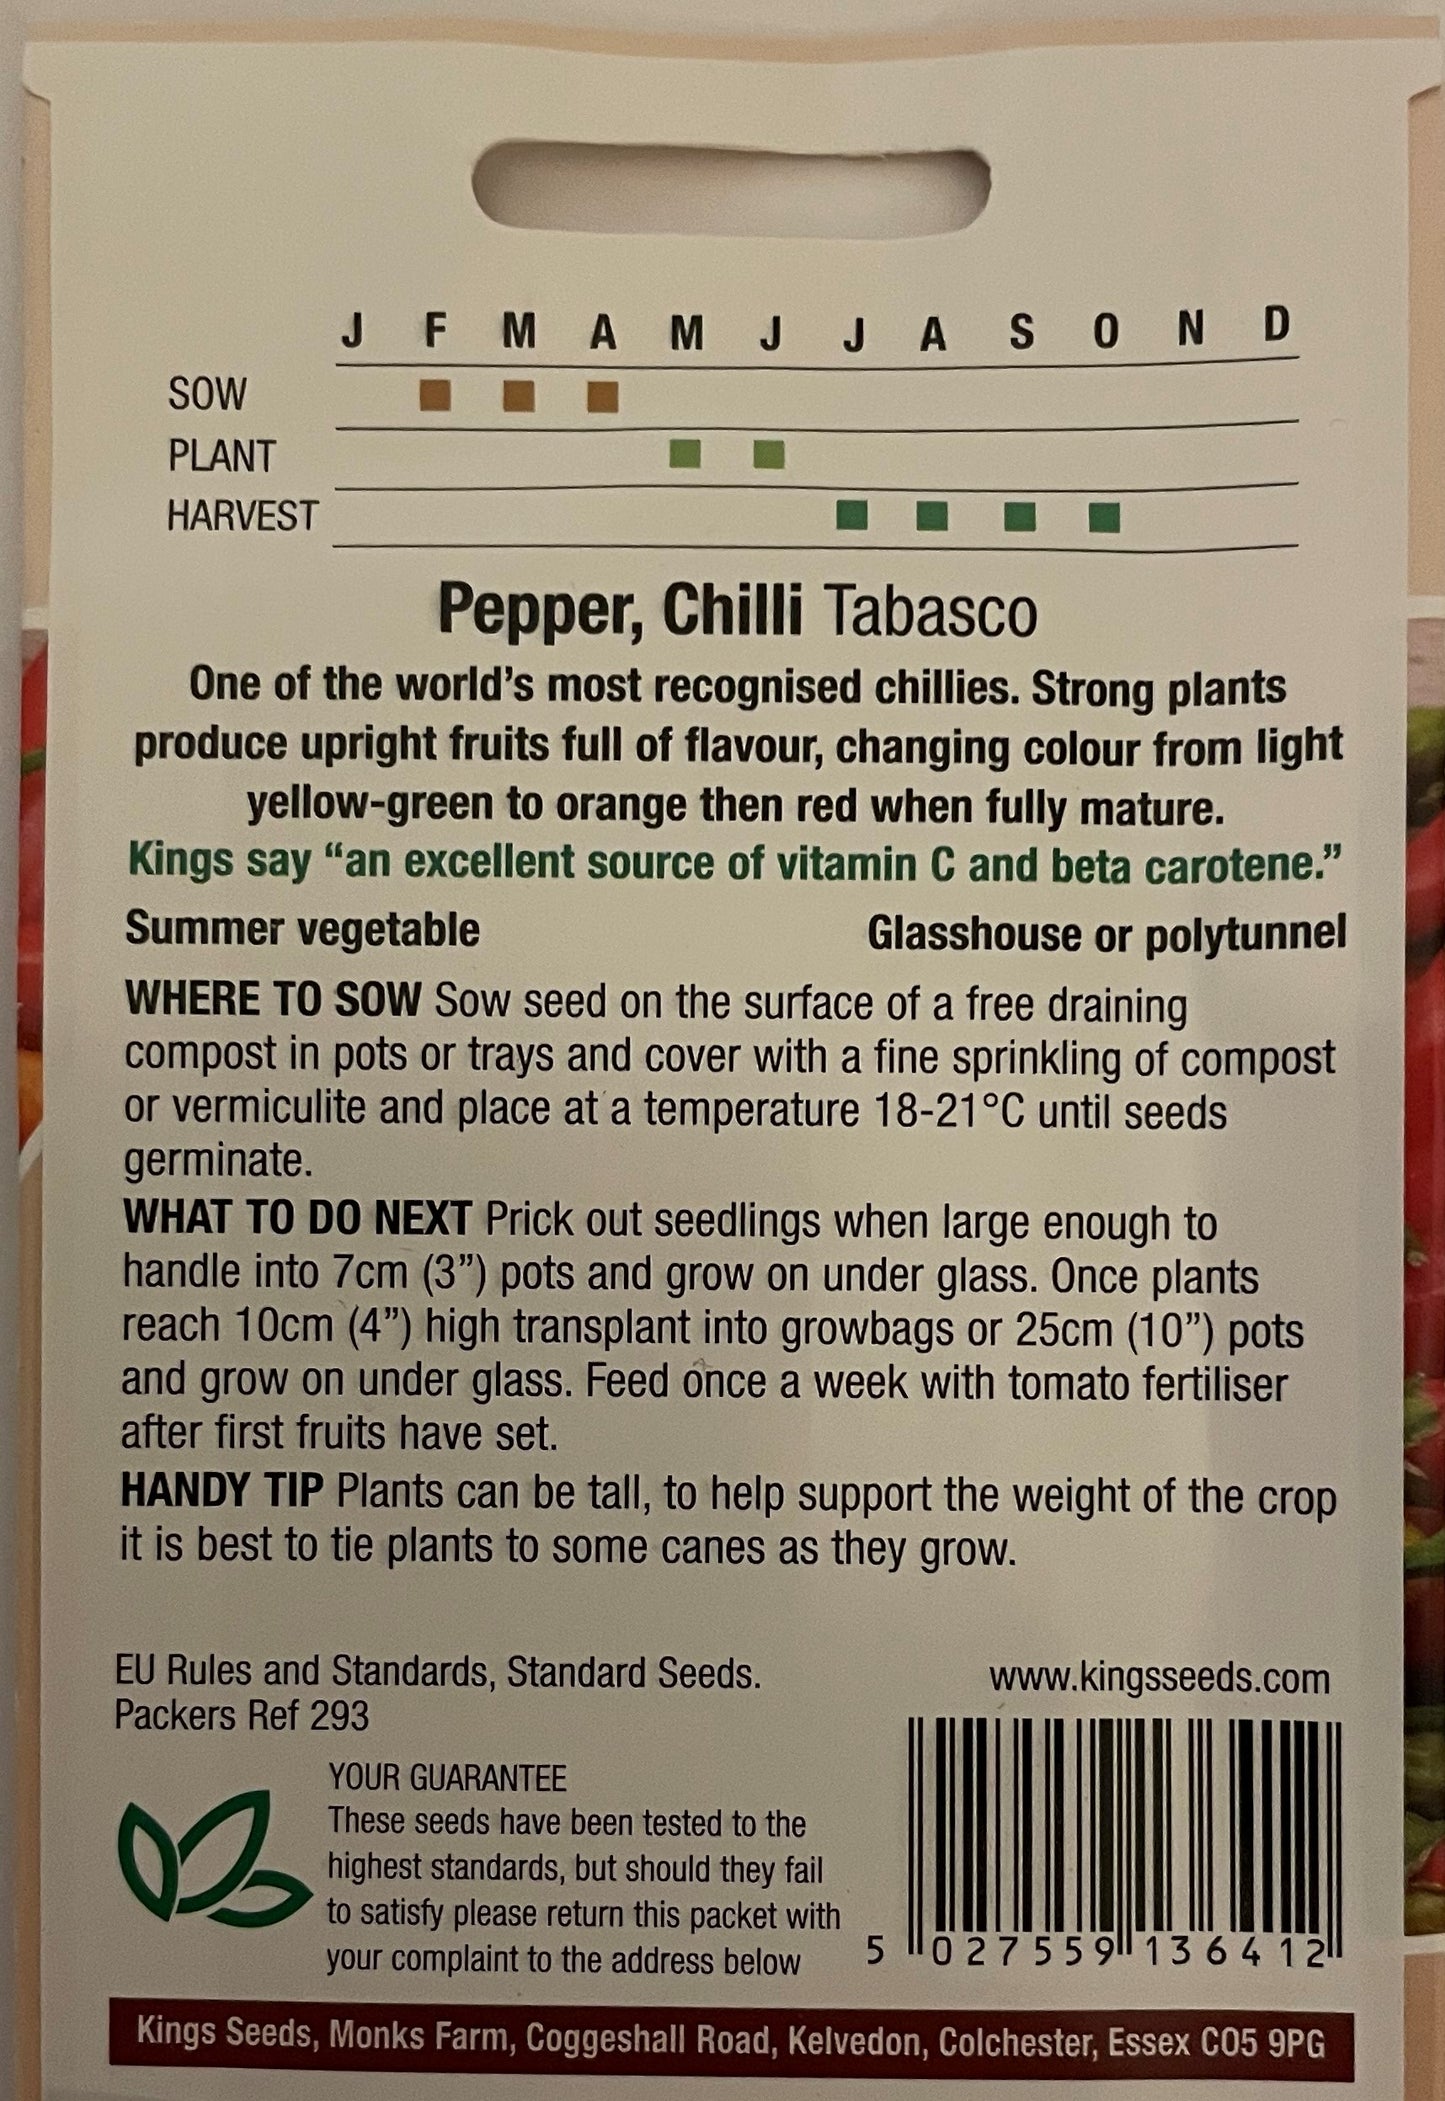 J F M A M J J A S O N D
SOW
PLANT
HARVEST
Pepper, Chilli Tabasco
One of the world's most recognised chillies. Strong plants
produce upright fruits full of flavour, changing colour from light
yellow-green to orange then red when fully mature.
Kings say “an excellent source of vitamin C and beta carotene.”
Summer vegetable Glasshouse or polytunnel
WHERE TO SOW Sow seed on the surface of a free draining
compost in pots or trays and cover with a fine sprinkling of compost
or vermiculite and place at a temperature 18-21°C until seeds
germinate.
WHAT TO DO NEXT Prick out seedlings when large enough to
handle into 7cm (3”) pots and grow on under glass. Once plants
reach 10cm (4”) high transplant into growbags or 25cm (10”) pots
and grow on under glass. Feed once a week with tomato fertiliser
after first fruits have set.
HANDY TIP Plants can be tall, to help support the weight of the crop
it is best to tie plants to some canes as they grow.
EU Rules and Standards, Standard Seeds.
Packers Ref 293
www.kingsseeds.com
YOUR GUARANTEE
These seeds have been tested to the
highest standards, but should they fail
to satisfy please return this packet with
your complaint to the address below
5 027559 136412
Kings Seeds, Monks Farm, Coggeshall Road, Kelvedon, Colchester, Essex CO5 9PG